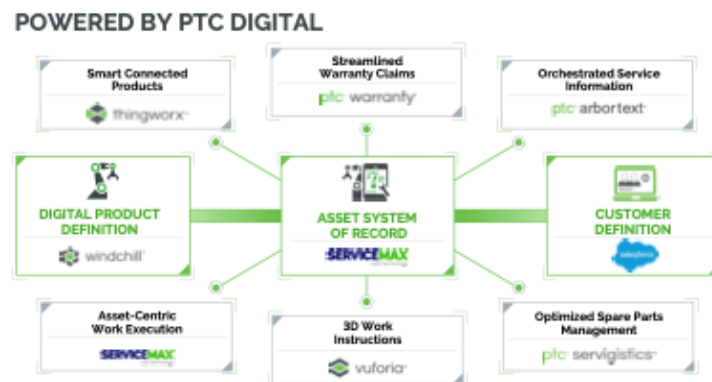 POWERED BY PTC DIGITAL
Smart Connected
Products
thingworx
Streamlined
Warranty Claims
ptc warranty
Orchestrated Service
Information
ptc arbortext
DIGITAL PRODUCT
DEFINITION
windchill
ASSET SYSTEM
OF RECORD
SERVICEMAX
CUSTOMER
DEFINITION
salesforce
Asset-Centric
Work Execution
SERVICEMAX
3D Work
Instructions
vuforia
Optimized Spare Parts
Management
ptc servigistics